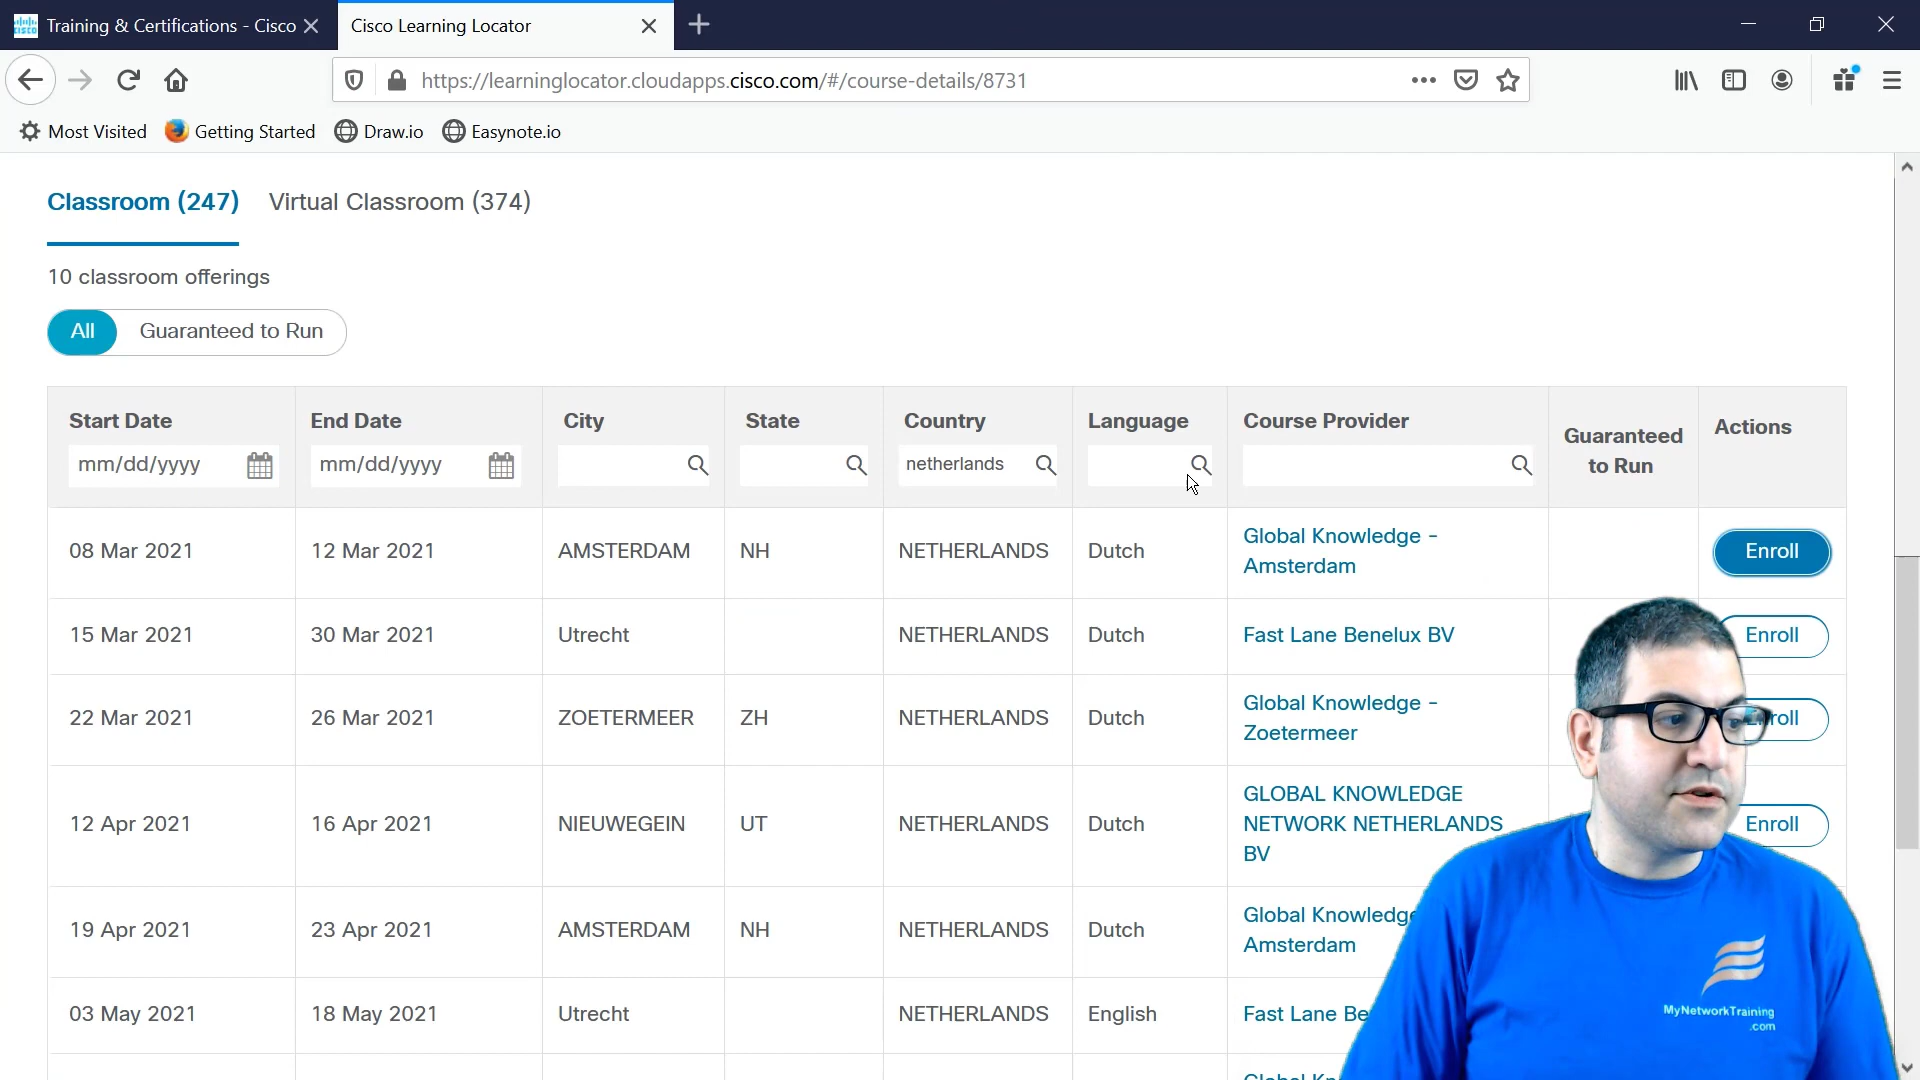 Training & Certifications - Cisco
Cisco Learning Locator
https://learninglocator.cloudapps.cisco.com/#/course-details/8731
Most Visited
Getting Started
Draw.io
Easynote.io
Classroom (247)
Virtual Classroom (374)
10 classroom offerings
All
Guaranteed to Run
Start Date
End Date
City
State
Country
Language
Course Provider
Guaranteed
to Run
Actions
mm/dd/yyyy
mm/dd/yyyy
netherlands
08 Mar 2021
12 Mar 2021
AMSTERDAM
NH
NETHERLANDS
Dutch
Global Knowledge -
Amsterdam
Enroll
15 Mar 2021
30 Mar 2021
Utrecht
NETHERLANDS
Dutch
Fast Lane Benelux BV
Enroll
22 Mar 2021
26 Mar 2021
ZOETERMEER
ZH
NETHERLANDS
Dutch
Global Knowledge -
Zoetermeer
12 Apr 2021
16 Apr 2021
NIEUWEGEIN
UT
NETHERLANDS
Dutch
GLOBAL KNOWLEDGE
NETWORK NETHERLANDS
BV
Enroll
19 Apr 2021
23 Apr 2021
AMSTERDAM
NH
NETHERLANDS
Dutch
Global Knowledge
Amsterdam
03 May 2021
18 May 2021
Utrecht
NETHERLANDS
English
Fast Lane
MyNetworkTraining
.com